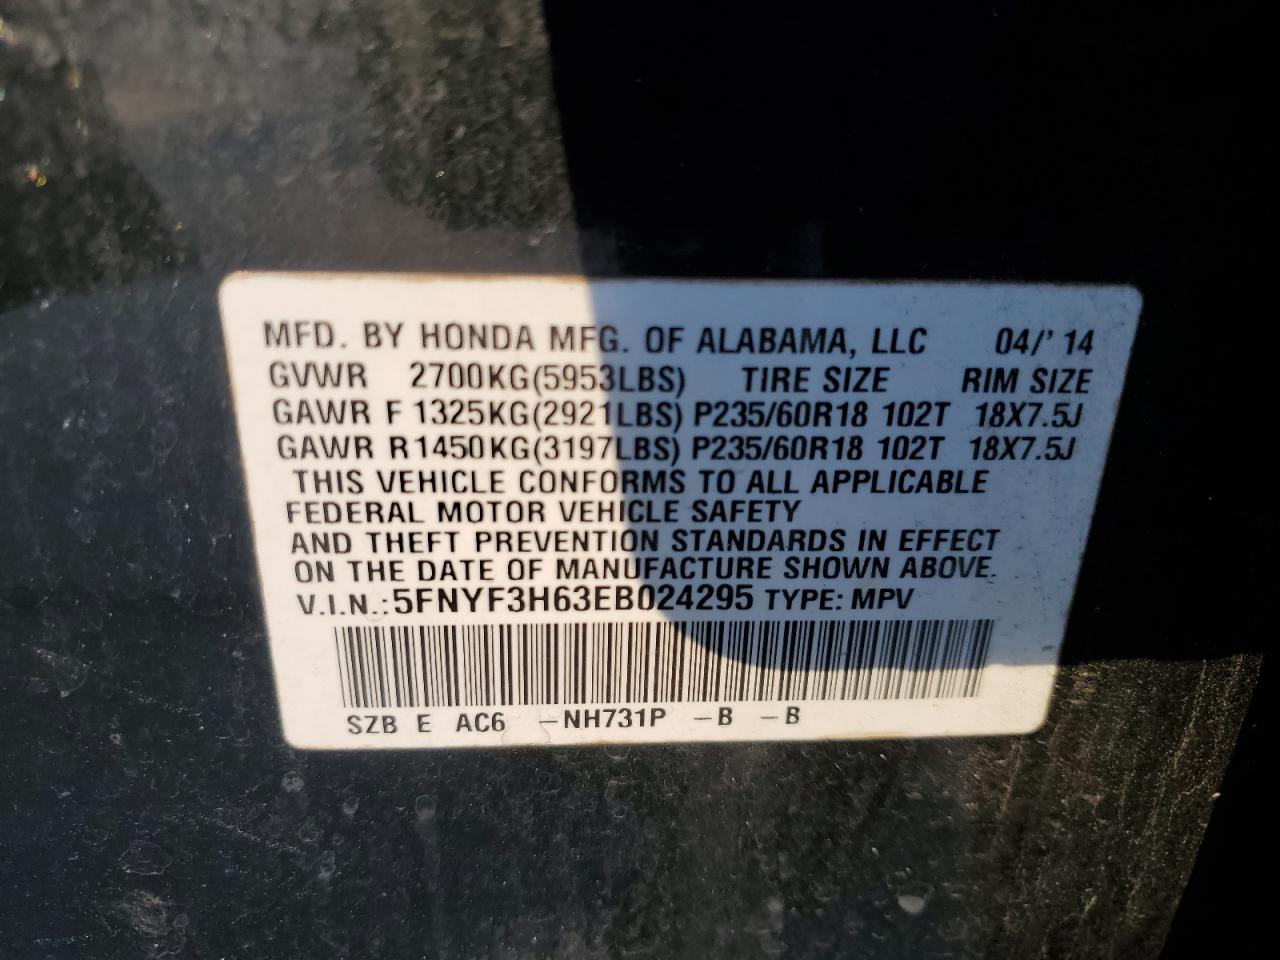 MFD. BY HONDA MFG. OF ALABAMA, LLC 04/'14
GVWR 2700KG(5953LBS) TIRE SIZE RIM SIZE
GAWR F 1325KG(2921LBS) P235/60R18 102T 18X7.5J
GAWR R1450KG(3197LBS) P235/60R18 102T 18X7.5J
THIS VEHICLE CONFORMS TO ALL APPLICABLE
FEDERAL MOTOR VEHICLE SAFETY
AND THEFT PREVENTION STANDARDS IN EFFECT
ON THE DATE OF MANUFACTURE SHOWN ABOVE.
V.I.N.:5FNYF3H63EB024295 TYPE: MPV
SZB E AC6 -NH731P -B -B